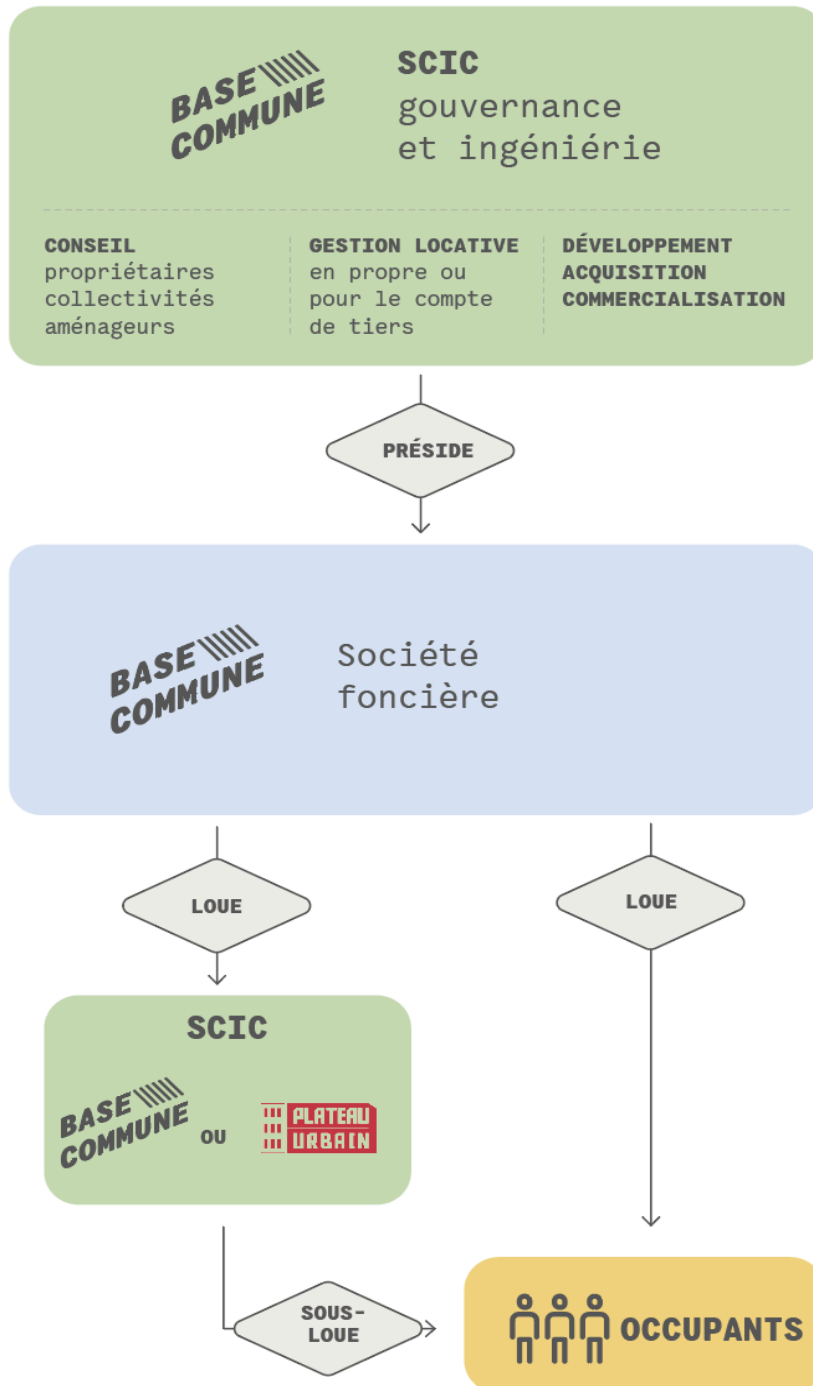 BASE
COMMUNE
SCIC
gouvernance
et ingéniérie
CONSEIL
propriétaires
collectivités
aménageurs
GESTION LOCATIVE
en propre ou
pour le compte
de tiers
DÉVELOPPEMENT
ACQUISITION
COMMERCIALISATION
PRÉSIDE
BASE
COMMUNE
Société
foncière
LOUE
LOUE
SCIC
BASE
COMMUNE
OU
PLATEAU
URBAIN
SOUS-
LOUE
OCCUPANTS